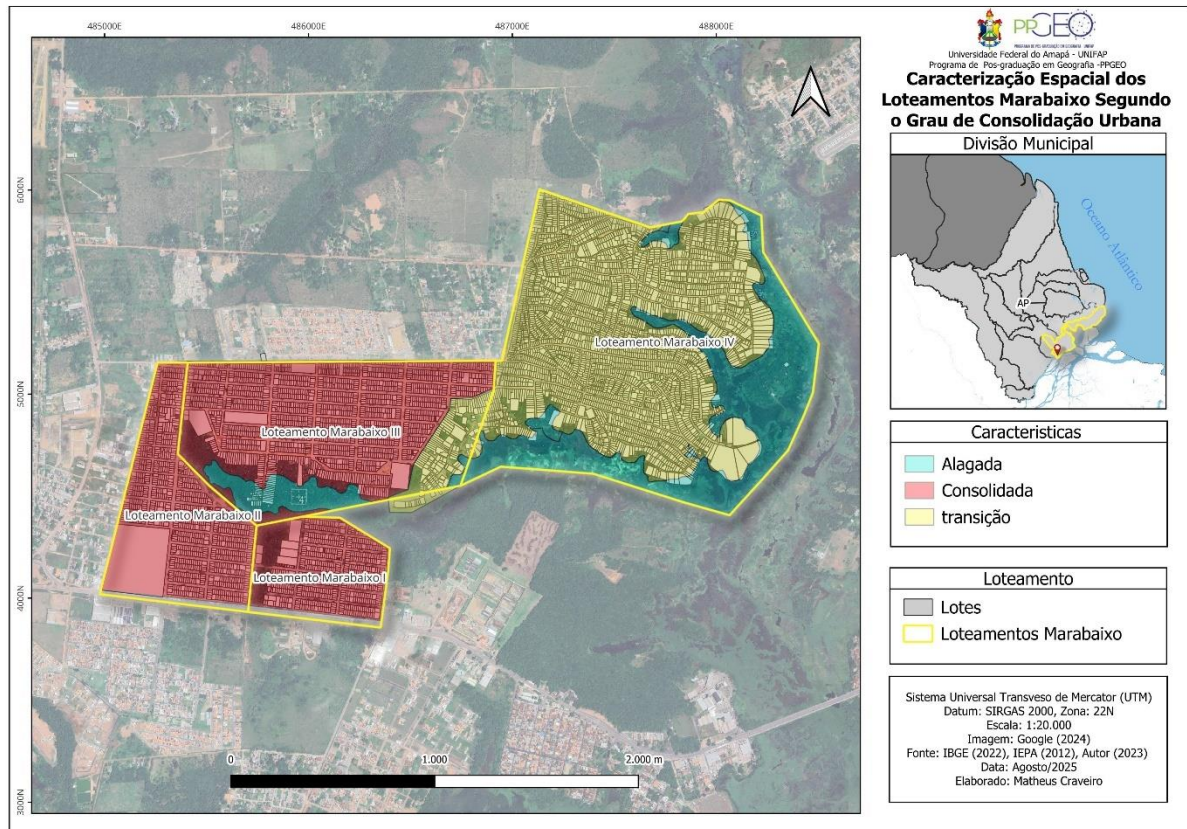 485000E
486000E
487000E
488000E
6000N
5000N
4000N
3000N
Loteamento Marabaixo IV
Loteamento Marabaixo III
Loteamento Marabaixo II
Loteamento Marabaixo I
0
1.000
2.000 m
PPGEO
Universidade Federal do Amapá - UNIFAP
Programa de Pos-graduação em Geografia -PPGEO
Caracterização Espacial dos
Loteamentos Marabaixo Segundo
o Grau de Consolidação Urbana
Divisão Municipal
Oceano Atlântico
AP
Caracteristicas
Alagada
Consolidada
transição
Loteamento
Lotes
Loteamentos Marabaixo
Sistema Universal Transveso de Mercator (UTM)
Datum: SIRGAS 2000, Zona: 22N
Escala: 1:20.000
Imagem: Google (2024)
Fonte: IBGE (2022), IEPA (2012), Autor (2023)
Data: Agosto/2025
Elaborado: Matheus Craveiro